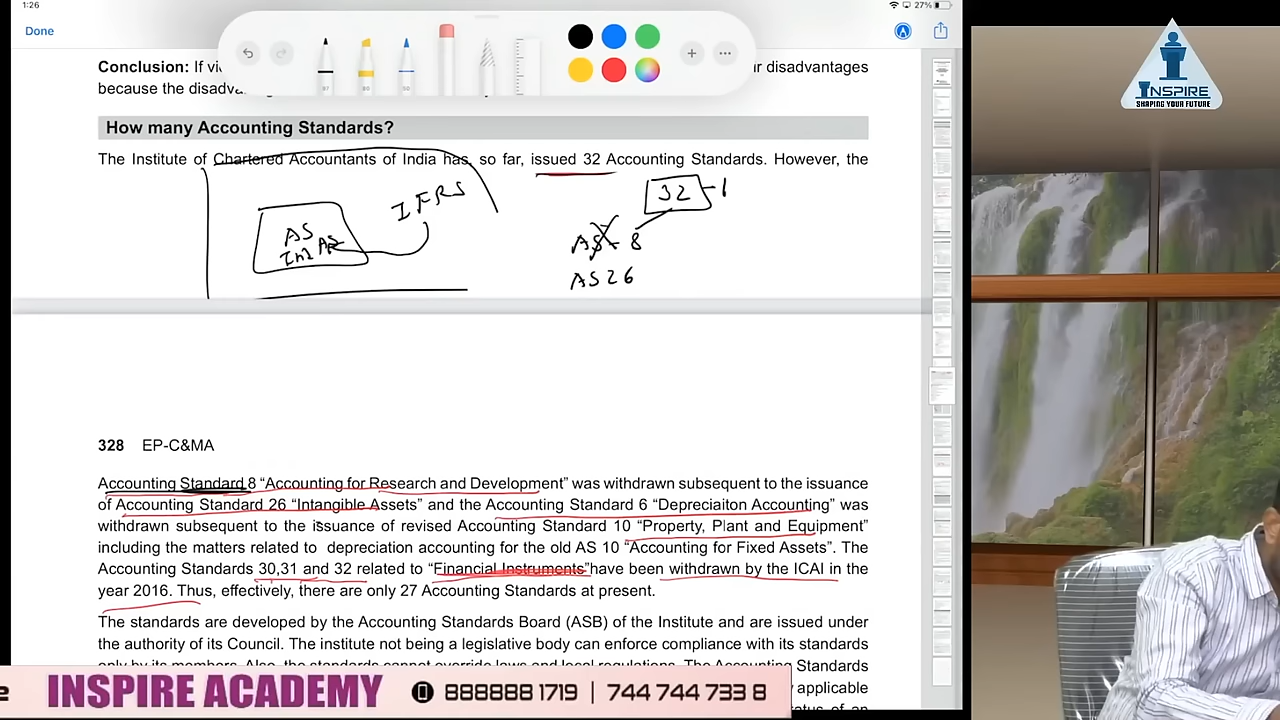 1:26
27%
Done
Conclusion: If vi
r disadvantages
because the disadv
How many Accounting Standards?
The Institute of Chartered Accountants of India has, so far, issued 32 Accounting Standards. However, the
IFRS
32 - 1
AS
Ind AS
AS 8
AS 26
328 EP-C&MA
Accounting Standard 8 “Accounting for Research and Development” was withdrawn subsequent to the issuance
of Accounting Standard 26 “Intangible Assets” and the Accounting Standard 6 “Depreciaiton Accounting” was
withdrawn subsequent to the issuance of revised Accounting Standard 10 “Property, Plant and Equipment”
including the matter related to depreciation accounting for the old AS 10 “Accounting for Fixed Assets”. The
Accounting Standards 30,31 and 32 related to “Financial Instruments”have been withdrawn by the ICAI in the
year 2016. Thus, effectively, there are only 27 Accounting Standards at present.
The standards are developed by the Accounting Standards Board (ASB) of the Institute and are issued under
the authority of its Council. The institute not being a legislative body can enforce compliance with its standards
Standards
applicable
INSPIRE ACADEMY 888888 1719 | 744 744 733 8
INSPIRE
SHAPING YOUR FUTURE